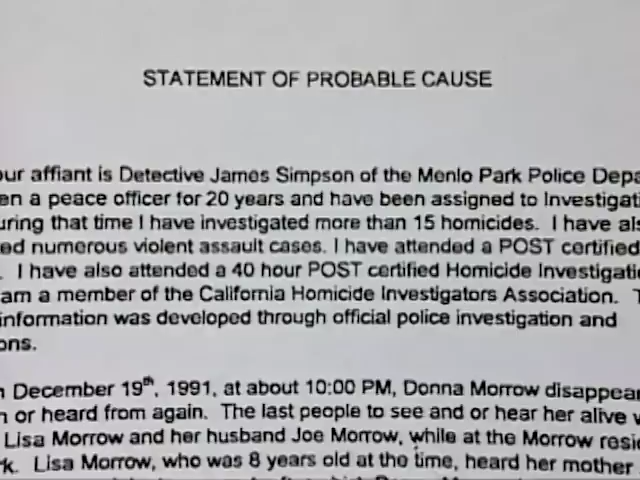 STATEMENT OF PROBABLE CAUSE
our affiant is Detective James Simpson of the Menlo Park Police Depa
en a peace officer for 20 years and have been assigned to Investigati
uring that time I have investigated more than 15 homicides. I have als
ed numerous violent assault cases. I have attended a POST certified
. I have also attended a 40 hour POST certified Homicide Investigatio
am a member of the California Homicide Investigators Association. T
information was developed through official police investigation and
ons.
n December 19th, 1991, at about 10:00 PM, Donna Morrow disappear
n or heard from again. The last people to see and or hear her alive w
Lisa Morrow and her husband Joe Morrow, while at the Morrow resi
k. Lisa Morrow, who was 8 years old at the time, heard her mother